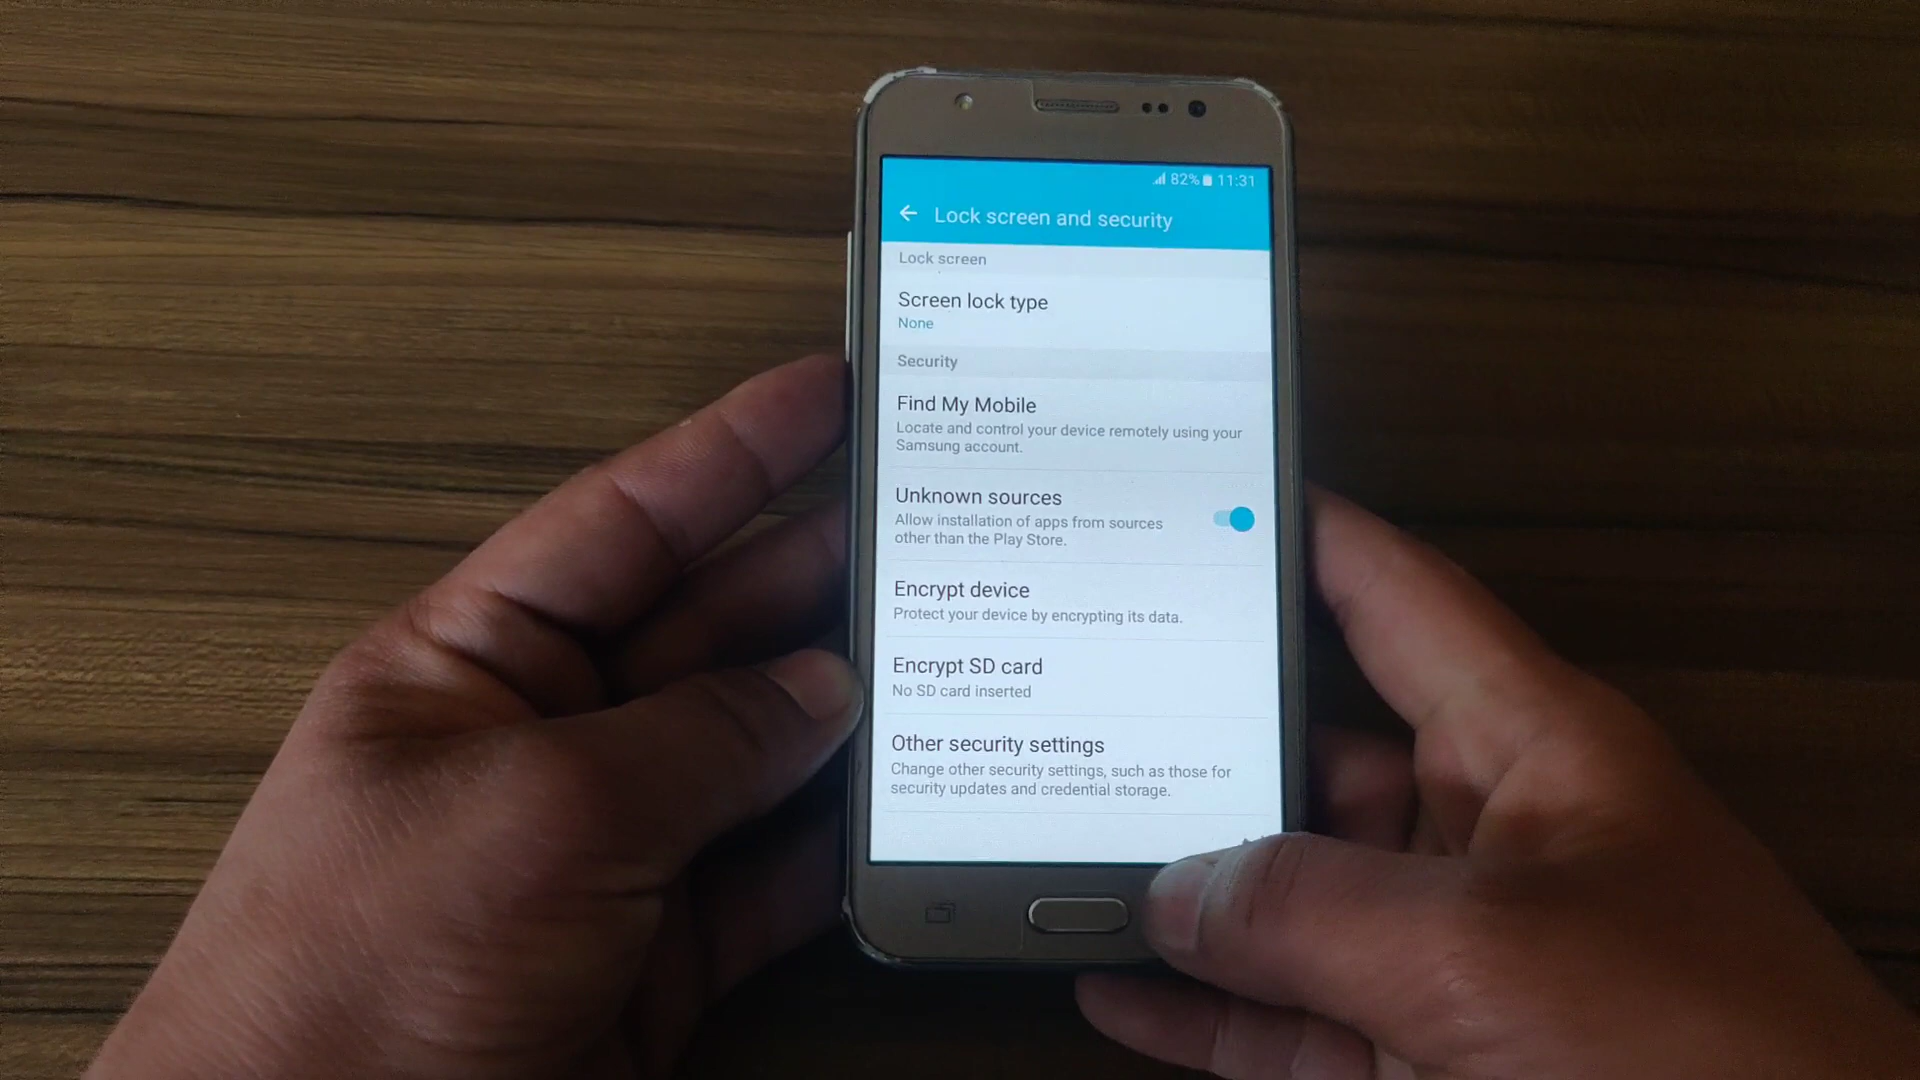 82% 11:31
Lock screen and security
Lock screen
Screen lock type
None
Security
Find My Mobile
Locate and control your device remotely using your
Samsung account.
Unknown sources
Allow installation of apps from sources
other than the Play Store.
Encrypt device
Protect your device by encrypting its data.
Encrypt SD card
No SD card inserted
Other security settings
Change other security settings, such as those for
security updates and credential storage.